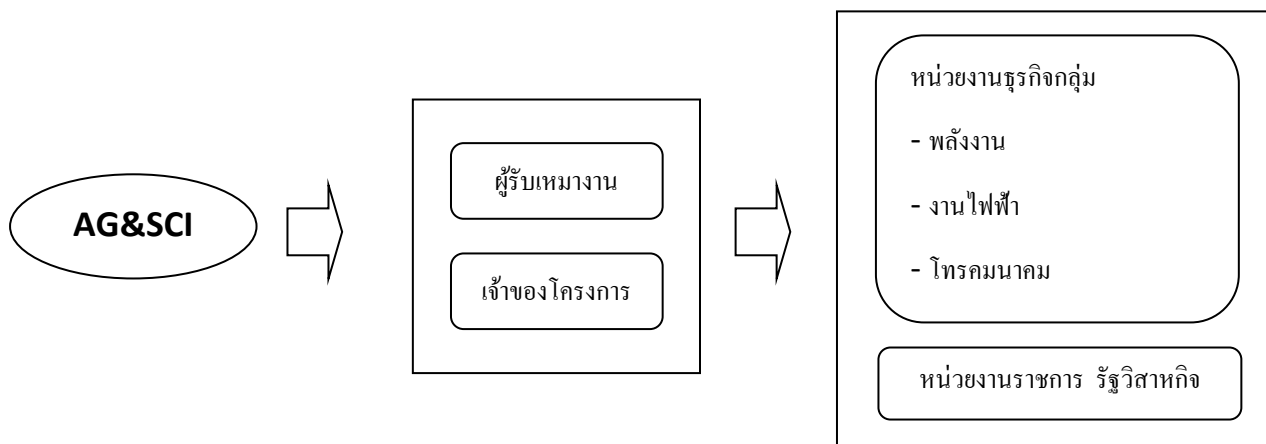 AG&SCI
ผู้รับเหมางาน
เจ้าของโครงการ
หน่วยงานธุรกิจกลุ่ม
- พลังงาน
- งานไฟฟ้า
- โทรคมนาคม
หน่วยงานราชการ รัฐวิสาหกิจ